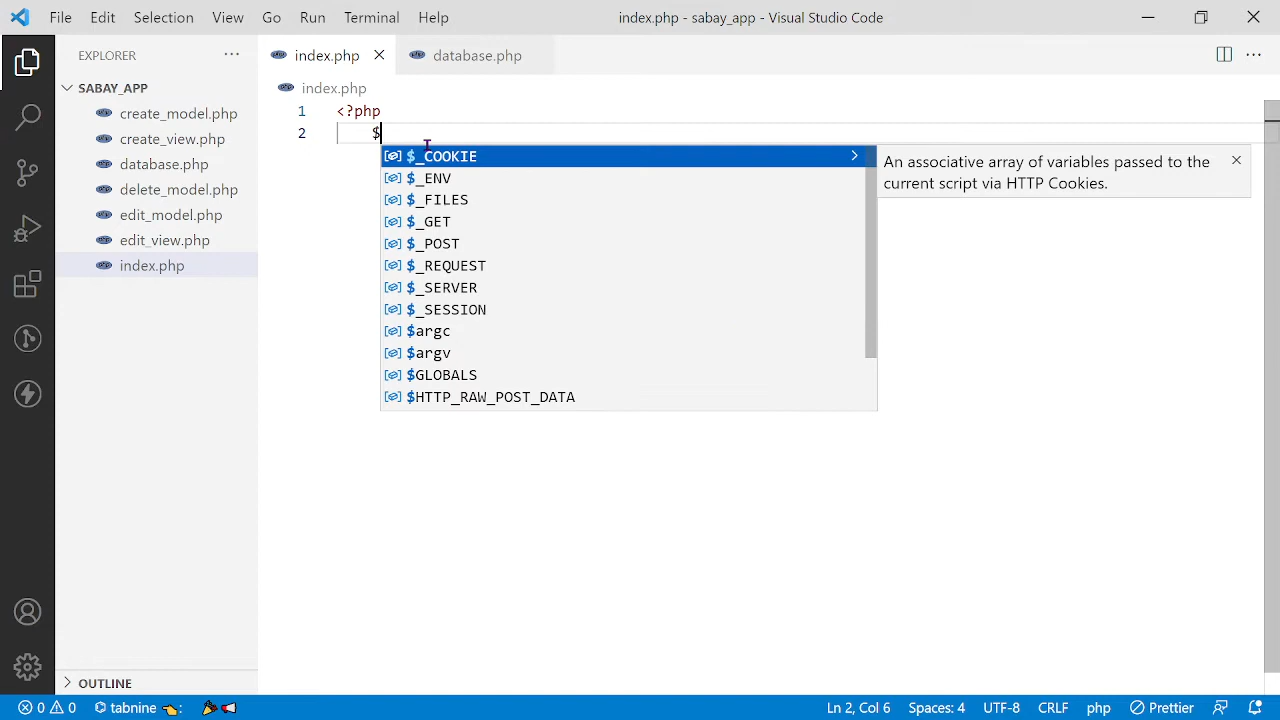 File Edit Selection View Go Run Terminal Help index.php - sabay_app - Visual Studio Code
EXPLORER
SABAY_APP
create_model.php
create_view.php
database.php
delete_model.php
edit_model.php
edit_view.php
index.php
OUTLINE
index.php database.php
index.php
1 <?php
2 $
$_COOKIE
$_ENV
$_FILES
$_GET
$_POST
$_REQUEST
$_SERVER
$_SESSION
$argc
$argv
$GLOBALS
$HTTP_RAW_POST_DATA
An associative array of variables passed to the
current script via HTTP Cookies.
0 0 tabnine Ln 2, Col 6 Spaces: 4 UTF-8 CRLF php Prettier